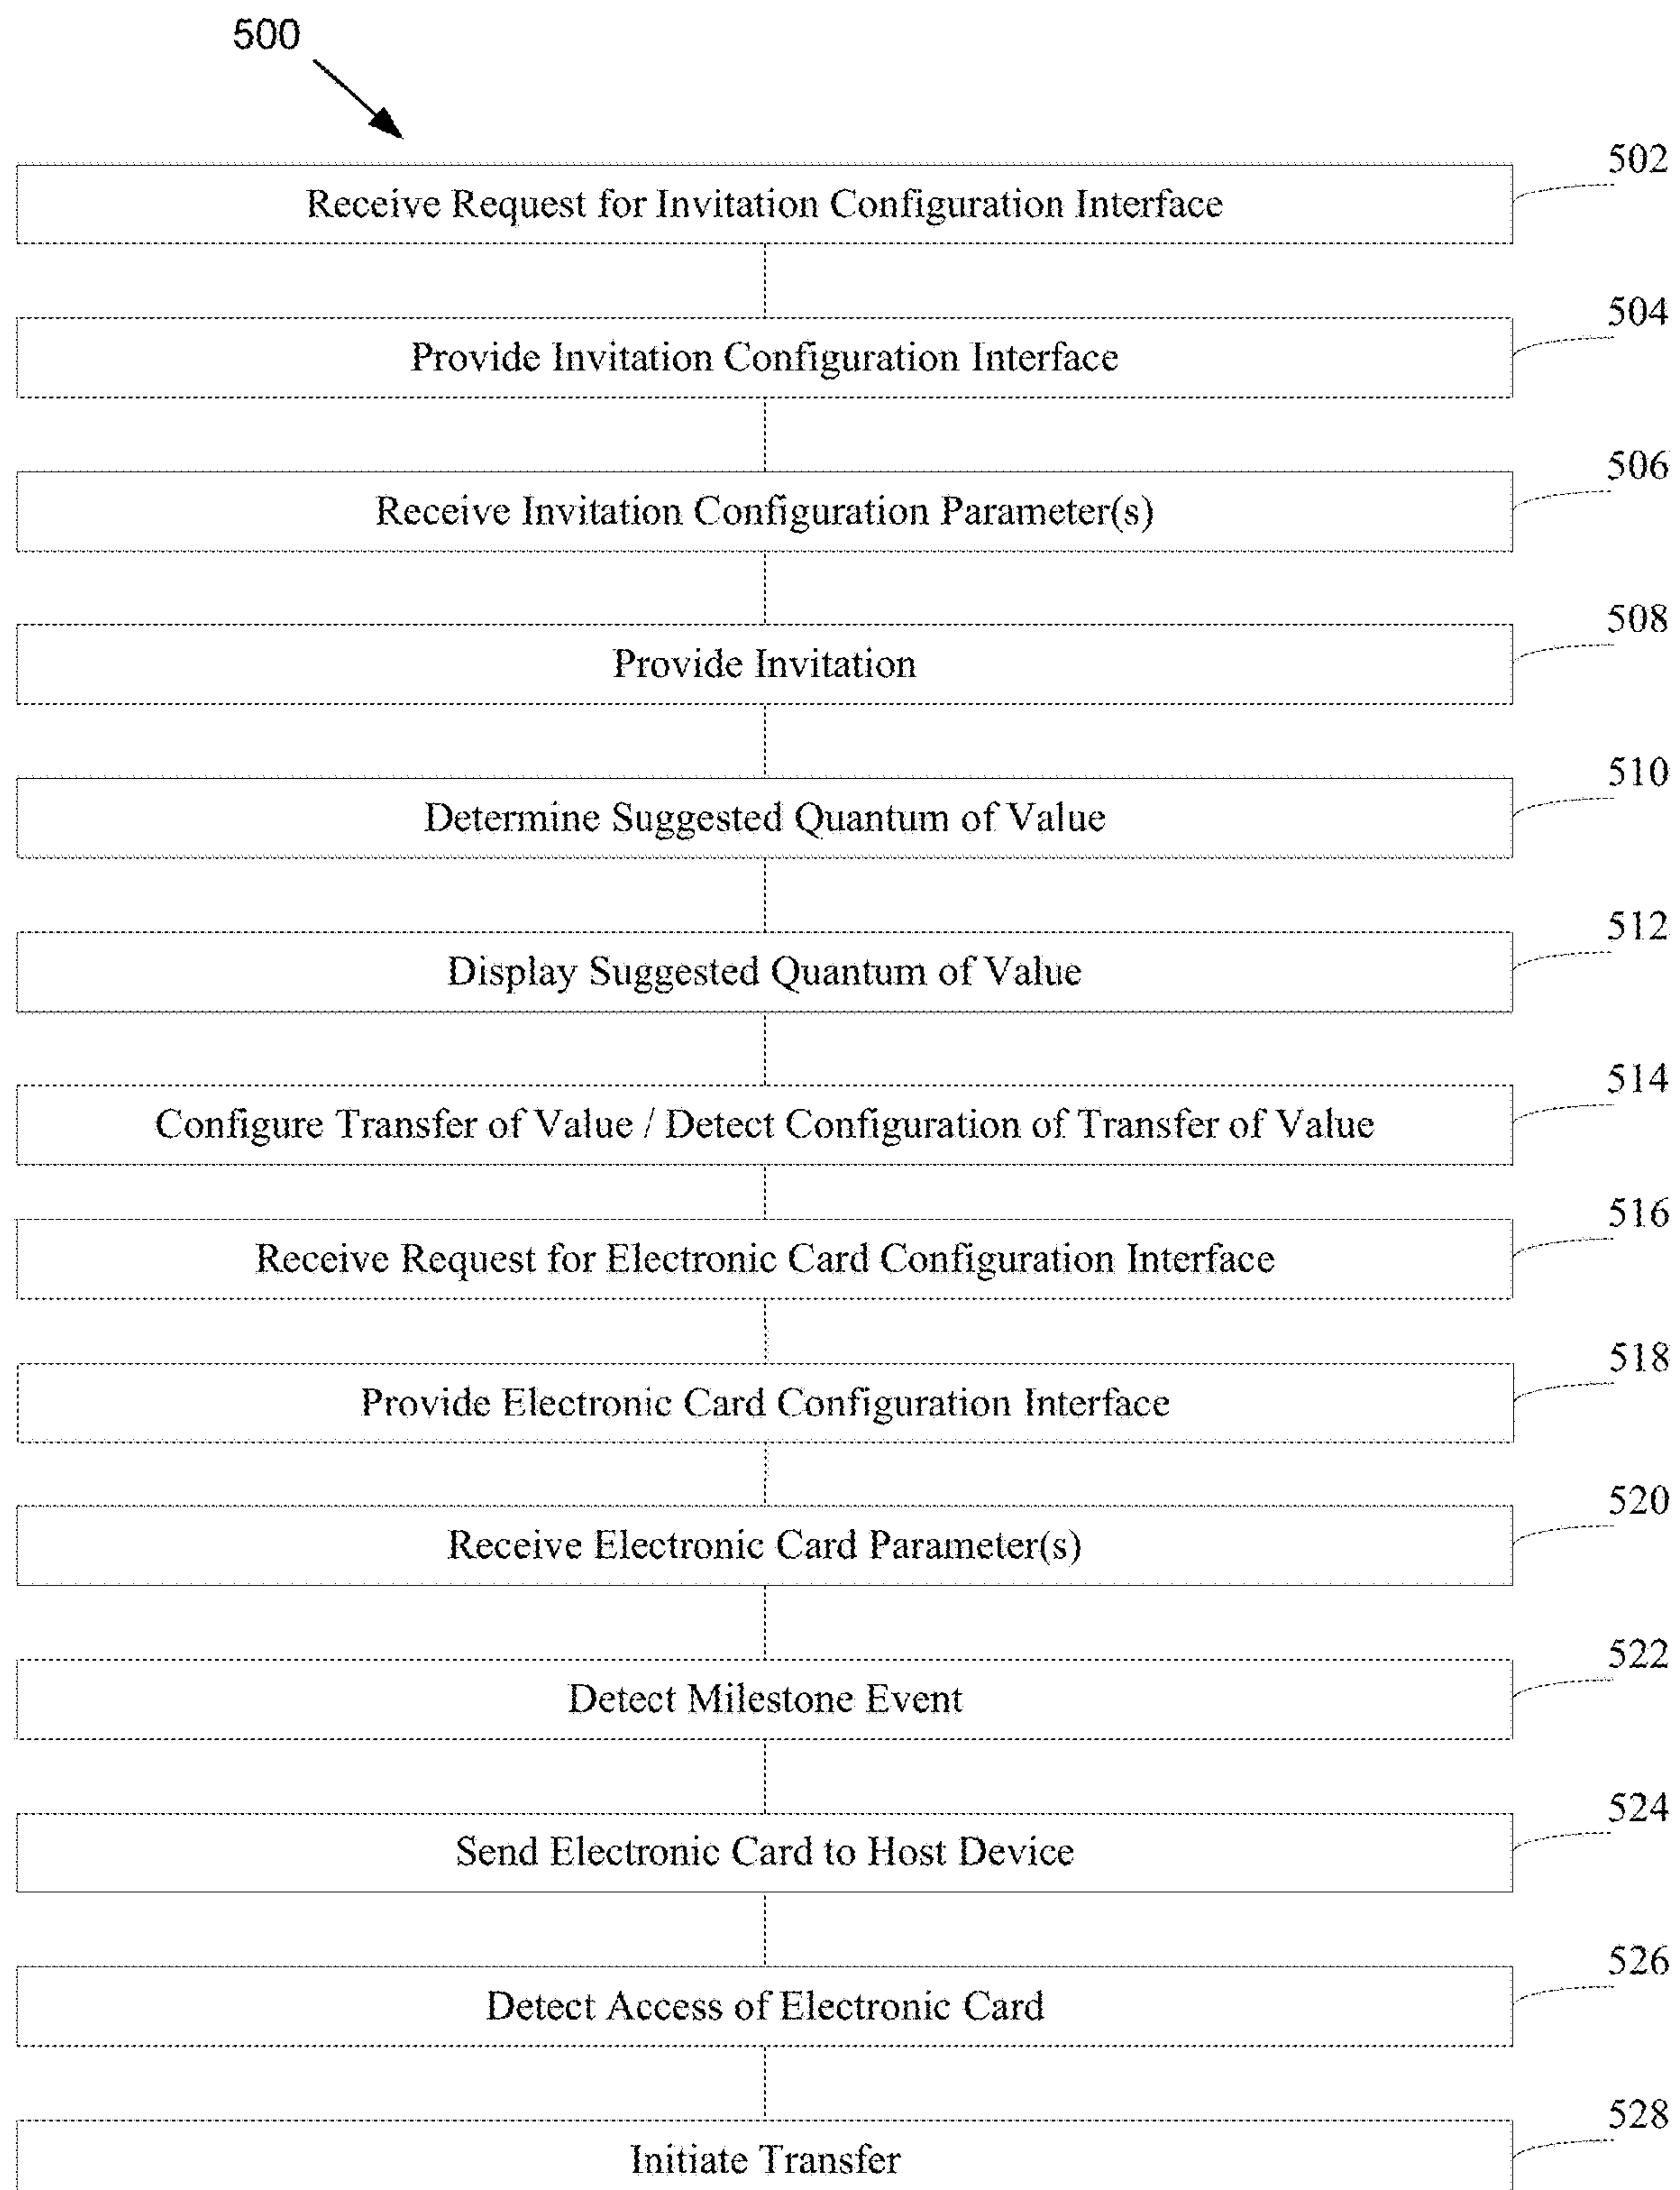 500
502
Receive Request for Invitation Configuration Interface
504
Provide Invitation Configuration Interface
506
Receive Invitation Configuration Parameter(s)
508
Provide Invitation
510
Determine Suggested Quantum of Value
512
Display Suggested Quantum of Value
514
Configure Transfer of Value / Detect Configuration of Transfer of Value
516
Receive Request for Electronic Card Configuration Interface
518
Provide Electronic Card Configuration Interface
520
Receive Electronic Card Parameter(s)
522
Detect Milestone Event
524
Send Electronic Card to Host Device
526
Detect Access of Electronic Card
528
Initiate Transfer